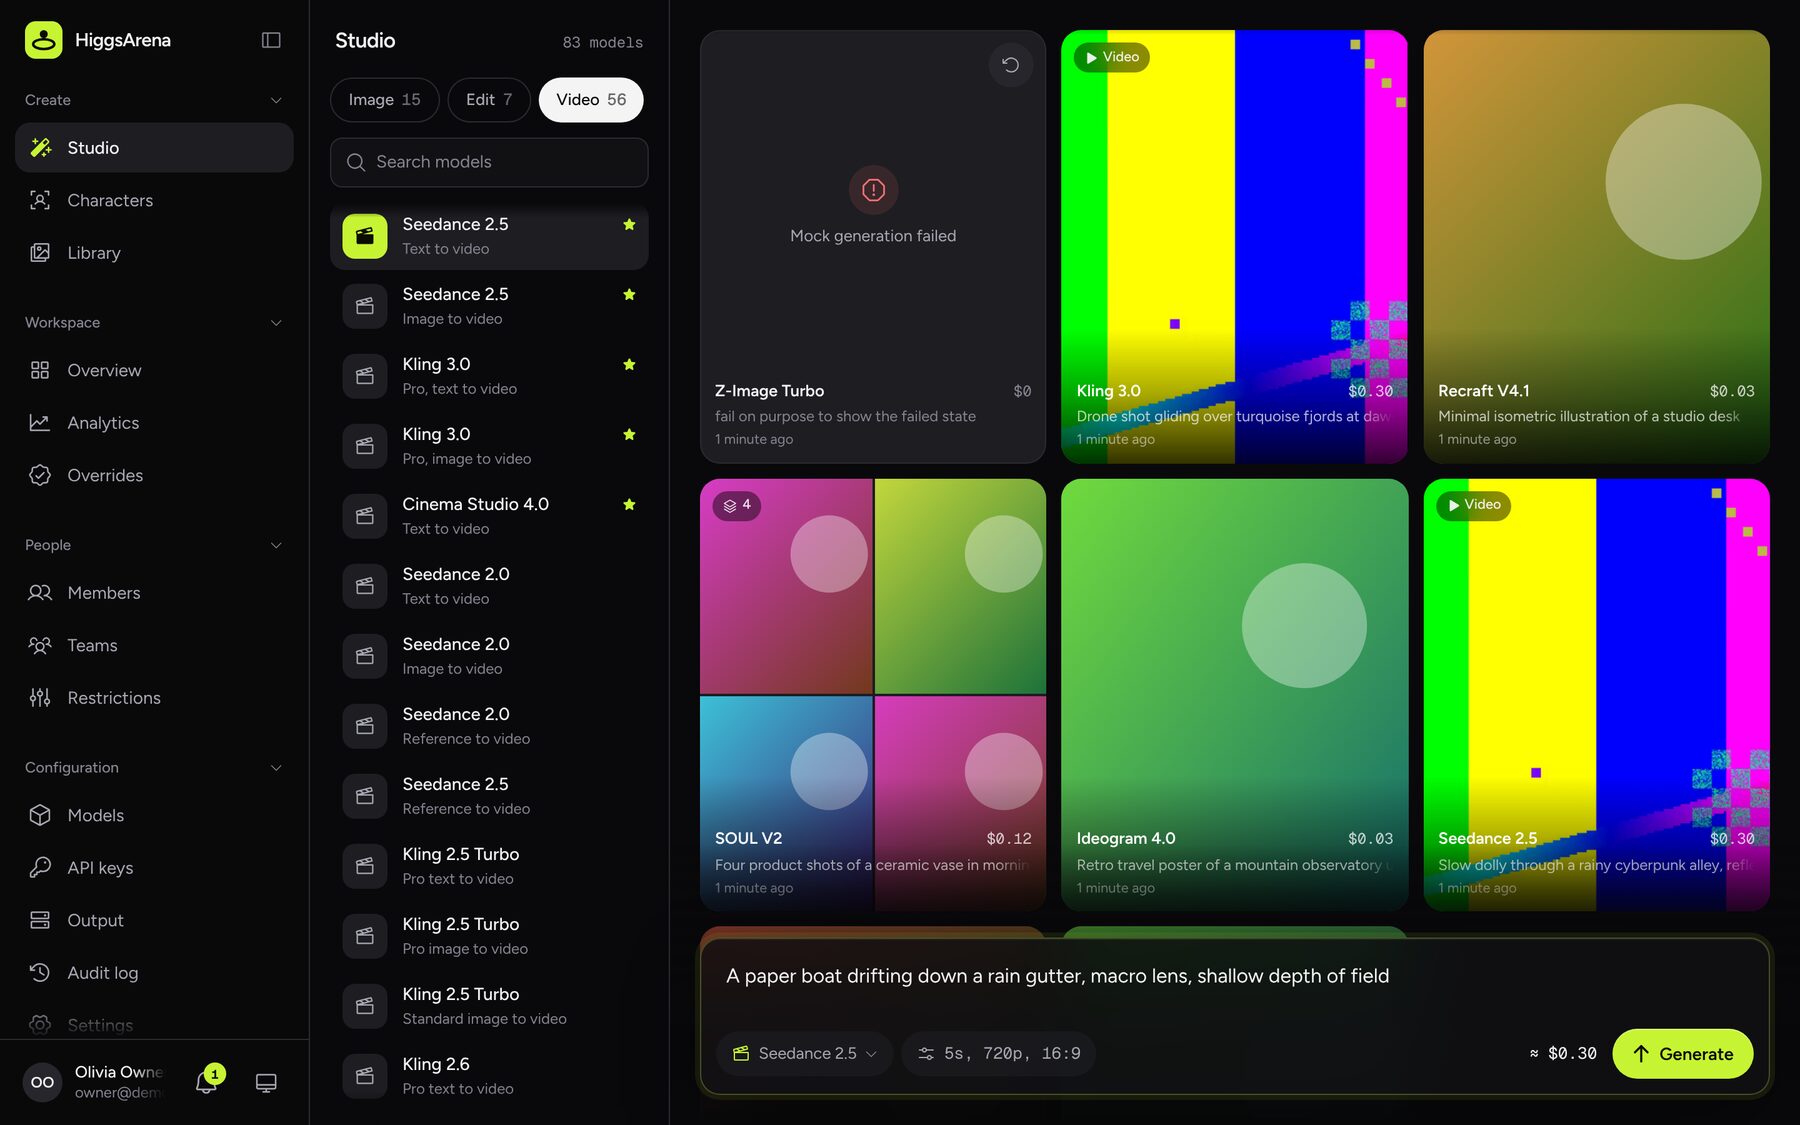 HiggsArena
Create
Studio
Characters
Library
Workspace
Overview
Analytics
Overrides
People
Members
Teams
Restrictions
Configuration
Models
API keys
Output
Audit log
Settings
OO
Olivia Owne
owner@dem
1
Studio
83 models
Image 15
Edit 7
Video 56
Search models
Seedance 2.5
Text to video
Seedance 2.5
Image to video
Kling 3.0
Pro, text to video
Kling 3.0
Pro, image to video
Cinema Studio 4.0
Text to video
Seedance 2.0
Text to video
Seedance 2.0
Image to video
Seedance 2.0
Reference to video
Seedance 2.5
Reference to video
Kling 2.5 Turbo
Pro text to video
Kling 2.5 Turbo
Pro image to video
Kling 2.5 Turbo
Standard image to video
Kling 2.6
Pro text to video
Mock generation failed
Z-Image Turbo $0
fail on purpose to show the failed state
1 minute ago
Video
Kling 3.0 $0.30
Drone shot gliding over turquoise fjords at daw
1 minute ago
Recraft V4.1 $0.03
Minimal isometric illustration of a studio desk
1 minute ago
4
SOUL V2 $0.12
Four product shots of a ceramic vase in mornin
1 minute ago
Ideogram 4.0 $0.03
Retro travel poster of a mountain observatory u
1 minute ago
Video
Seedance 2.5 $0.30
Slow dolly through a rainy cyberpunk alley, refle
1 minute ago
A paper boat drifting down a rain gutter, macro lens, shallow depth of field
Seedance 2.5
5s, 720p, 16:9
≈ $0.30
Generate